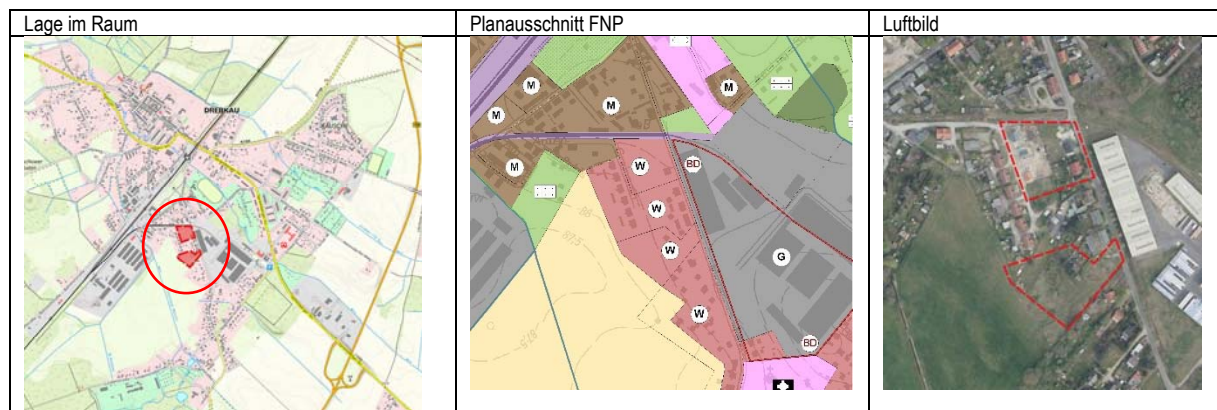 Lage im Raum
Planausschnitt FNP
Luftbild
DREBKAU
M
M
M
M
M
W
BD
W
W
G
W
BD